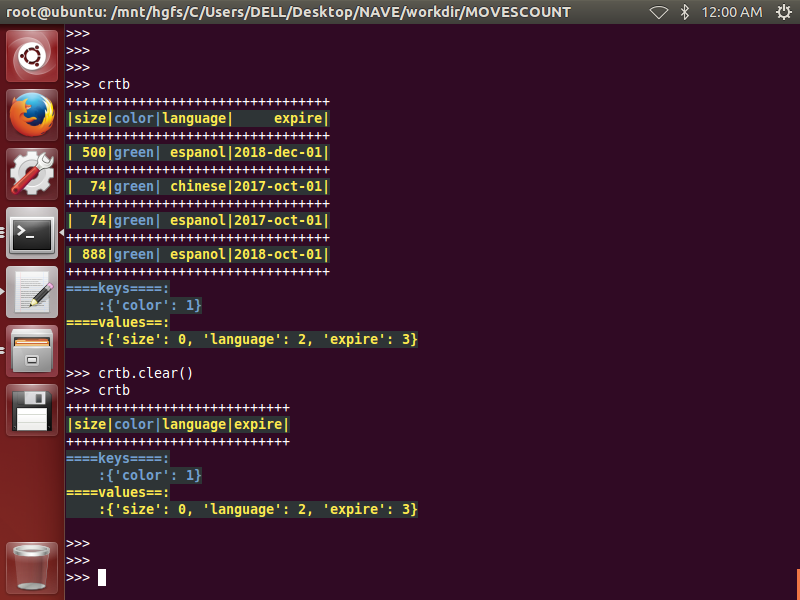 root@ubuntu: /mnt/hgfs/C/Users/DELL/Desktop/NAVE/workdir/MOVESCOUNT 12:00 AM
>>>
>>>
>>>
>>> crtb
+++++++++++++++++++++++++++++++++
|size|color|language|     expire|
+++++++++++++++++++++++++++++++++
| 500|green| espanol|2018-dec-01|
+++++++++++++++++++++++++++++++++
|  74|green| chinese|2017-oct-01|
+++++++++++++++++++++++++++++++++
|  74|green| espanol|2017-oct-01|
+++++++++++++++++++++++++++++++++
| 888|green| espanol|2018-oct-01|
+++++++++++++++++++++++++++++++++
====keys====:
    :{'color': 1}
====values==:
    :{'size': 0, 'language': 2, 'expire': 3}
>>> crtb.clear()
>>> crtb
++++++++++++++++++++++++++++
|size|color|language|expire|
++++++++++++++++++++++++++++
====keys====:
    :{'color': 1}
====values==:
    :{'size': 0, 'language': 2, 'expire': 3}
>>>
>>>
>>>